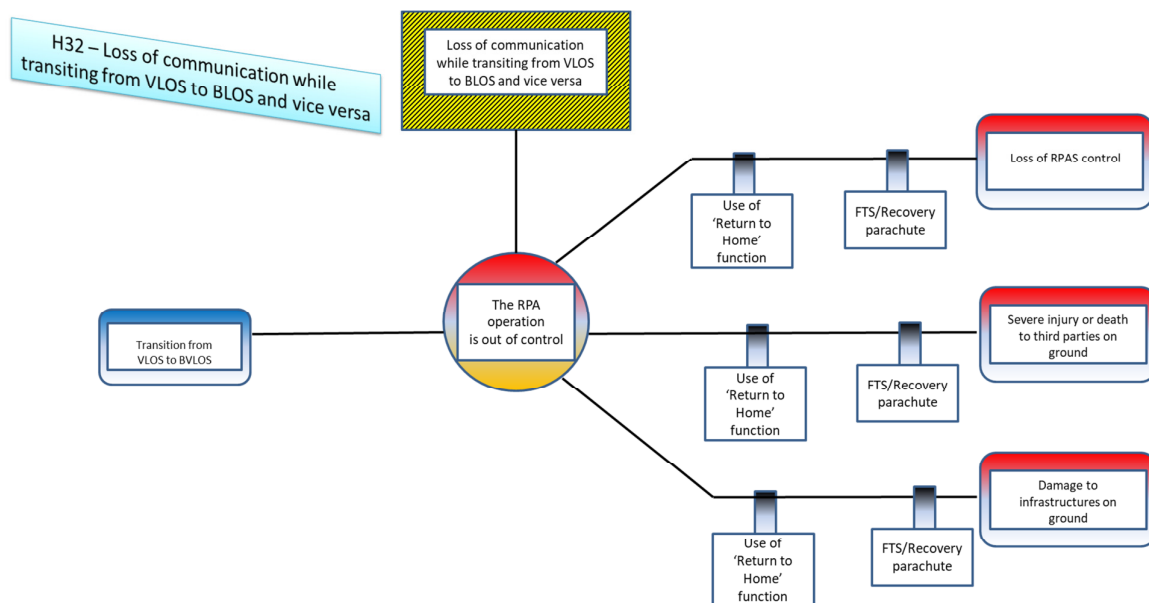 H32 – Loss of communication while
transiting from VLOS to BLOS and vice versa
Loss of communication
while transiting from VLOS
to BLOS and vice versa
Loss of RPAS control
Use of
‘Return to
Home’
function
FTS/Recovery
parachute
The RPA
operation
is out of control
Transition from
VLOS to BVLOS
Severe injury or death
to third parties on
ground
Use of
‘Return to
Home’
function
FTS/Recovery
parachute
Damage to
infrastructures on
ground
Use of
‘Return to
Home’
function
FTS/Recovery
parachute